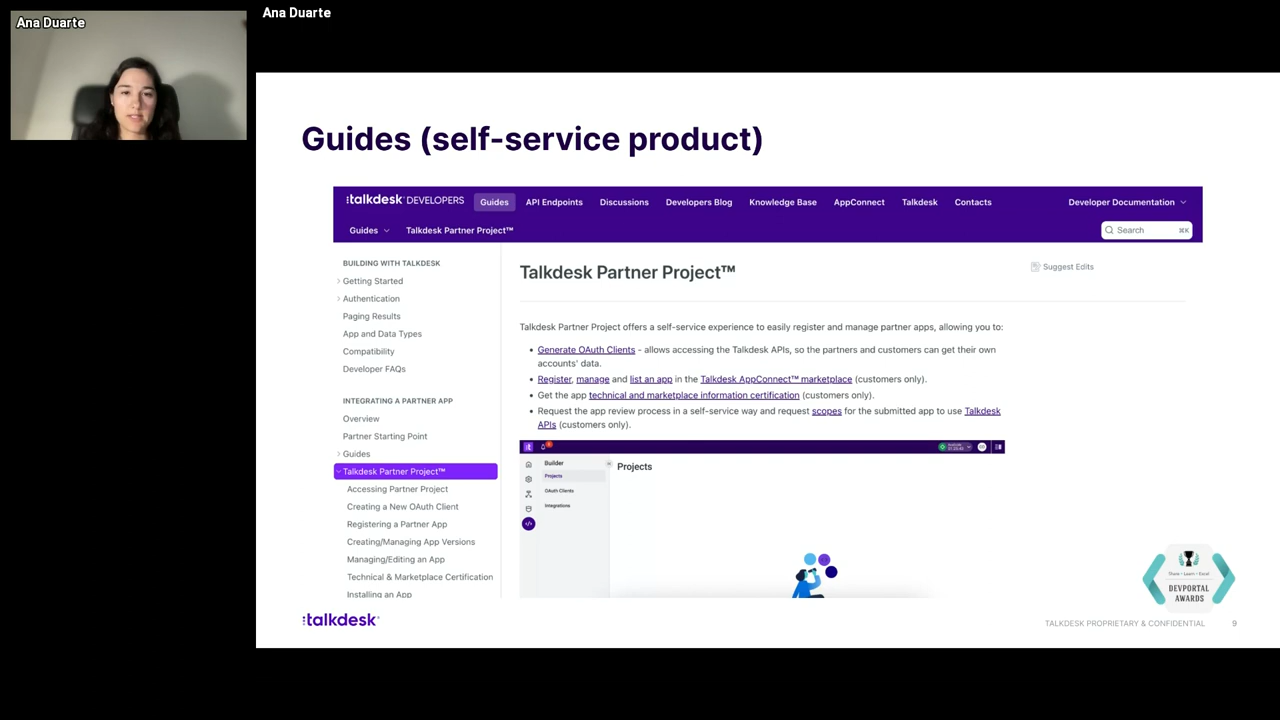 Ana Duarte
Ana Duarte
Guides (self-service product)
:talkdesk® DEVELOPERS Guides API Endpoints Discussions Developers Blog Knowledge Base AppConnect Talkdesk Contacts Developer Documentation
Guides Talkdesk Partner Project™ Search ⌘K
BUILDING WITH TALKDESK
Getting Started
Authentication
Paging Results
App and Data Types
Compatibility
Developer FAQs
INTEGRATING A PARTNER APP
Overview
Partner Starting Point
Guides
Talkdesk Partner Project™
Accessing Partner Project
Creating a New OAuth Client
Registering a Partner App
Creating/Managing App Versions
Managing/Editing an App
Technical & Marketplace Certification
Installing an App
Talkdesk Partner Project™
Suggest Edits
Talkdesk Partner Project offers a self-service experience to easily register and manage partner apps, allowing you to:
• Generate OAuth Clients - allows accessing the Talkdesk APIs, so the partners and customers can get their own
accounts' data.
• Register, manage and list an app in the Talkdesk AppConnect™ marketplace (customers only).
• Get the app technical and marketplace information certification (customers only).
• Request the app review process in a self-service way and request scopes for the submitted app to use Talkdesk
APIs (customers only).
Builder
Projects
OAuth Clients
Integrations
Projects
Share • Learn • Excel
DEVPORTAL
AWARDS
:talkdesk®
TALKDESK PROPRIETARY & CONFIDENTIAL 9